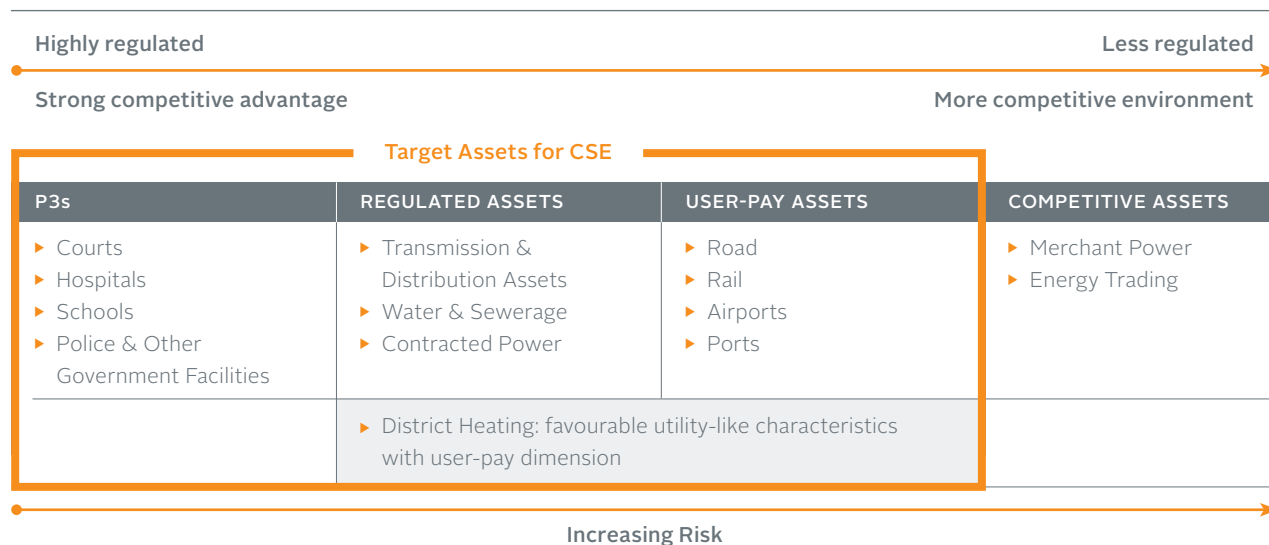 Highly regulated
Less regulated
Strong competitive advantage
More competitive environment
Target Assets for CSE
P3s
REGULATED ASSETS
USER-PAY ASSETS
COMPETITIVE ASSETS
Courts
Hospitals
Schools
Police & Other
Government Facilities
Transmission &
Distribution Assets
Water & Sewerage
Contracted Power
Road
Rail
Airports
Ports
Merchant Power
Energy Trading
District Heating: favourable utility-like characteristics
with user-pay dimension
Increasing Risk